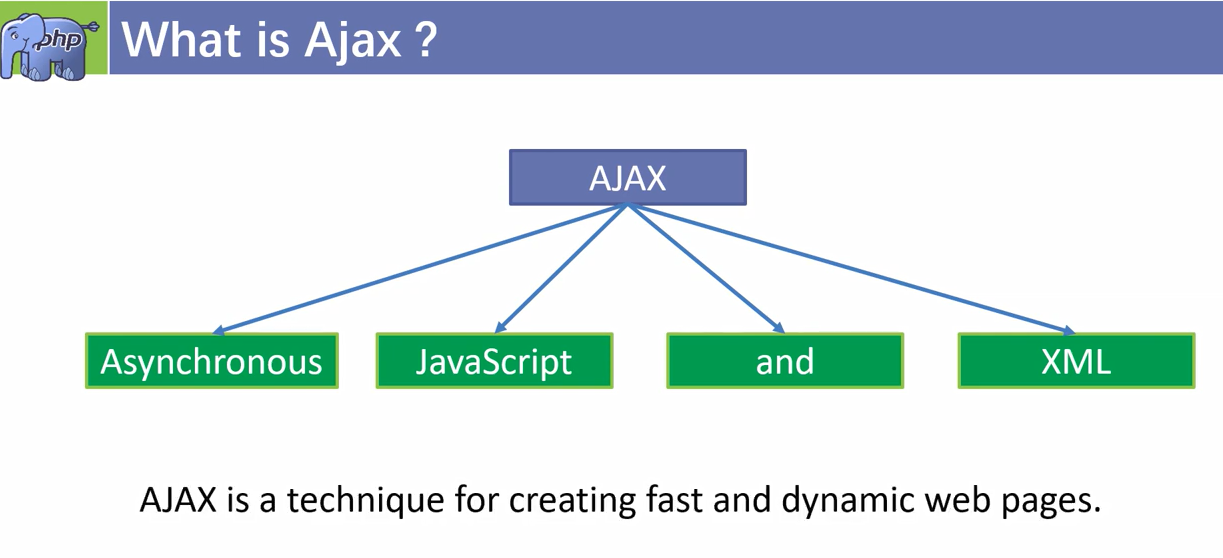 php
What is Ajax ?
AJAX
Asynchronous
JavaScript
and
XML
AJAX is a technique for creating fast and dynamic web pages.